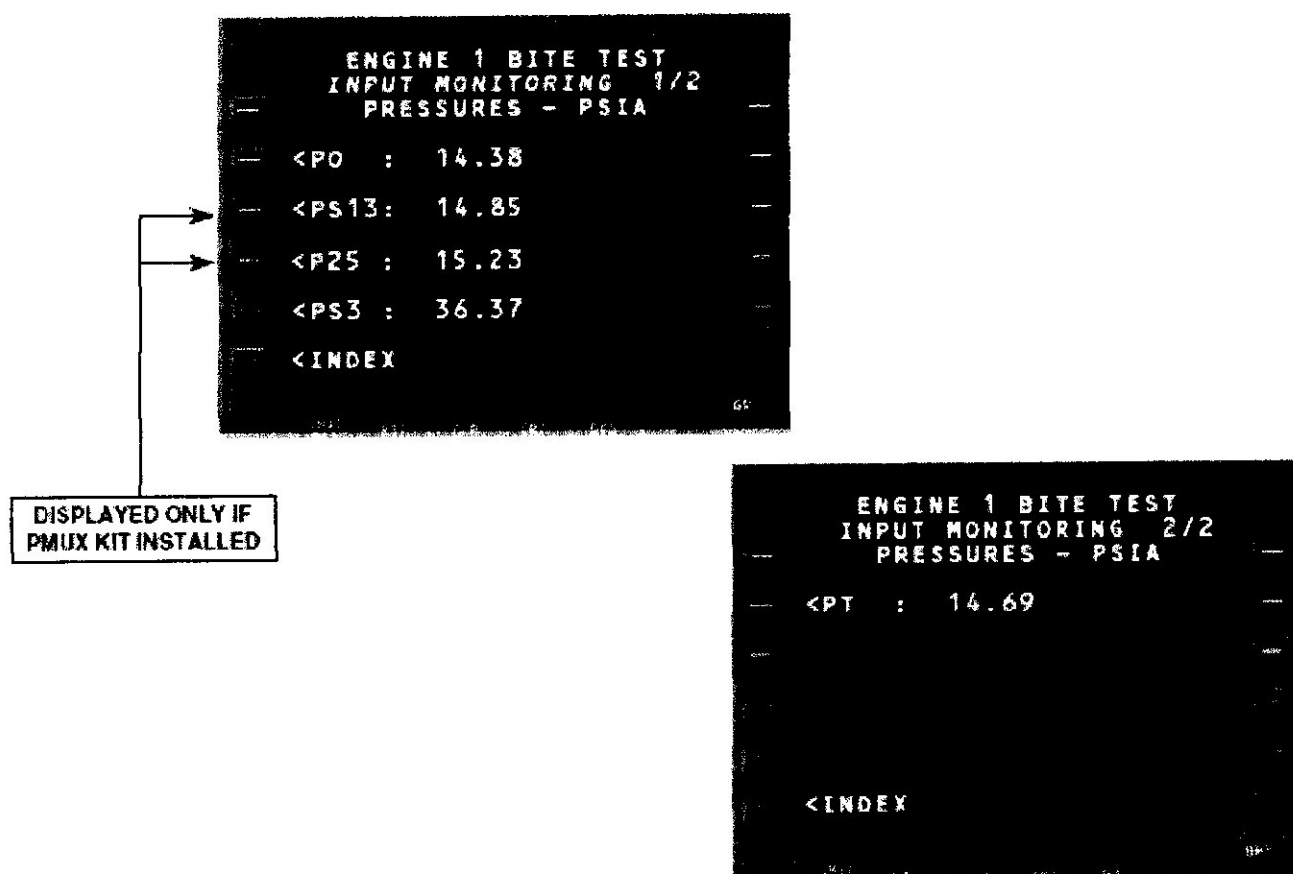 ENGINE 1 BITE TEST
INPUT MONITORING 1/2
PRESSURES - PSIA
<P0 : 14.38
<PS13: 14.85
<P25 : 15.23
<PS3 : 36.37
<INDEX
DISPLAYED ONLY IF
PMUX KIT INSTALLED
ENGINE 1 BITE TEST
INPUT MONITORING 2/2
PRESSURES - PSIA
<PT : 14.69
<INDEX